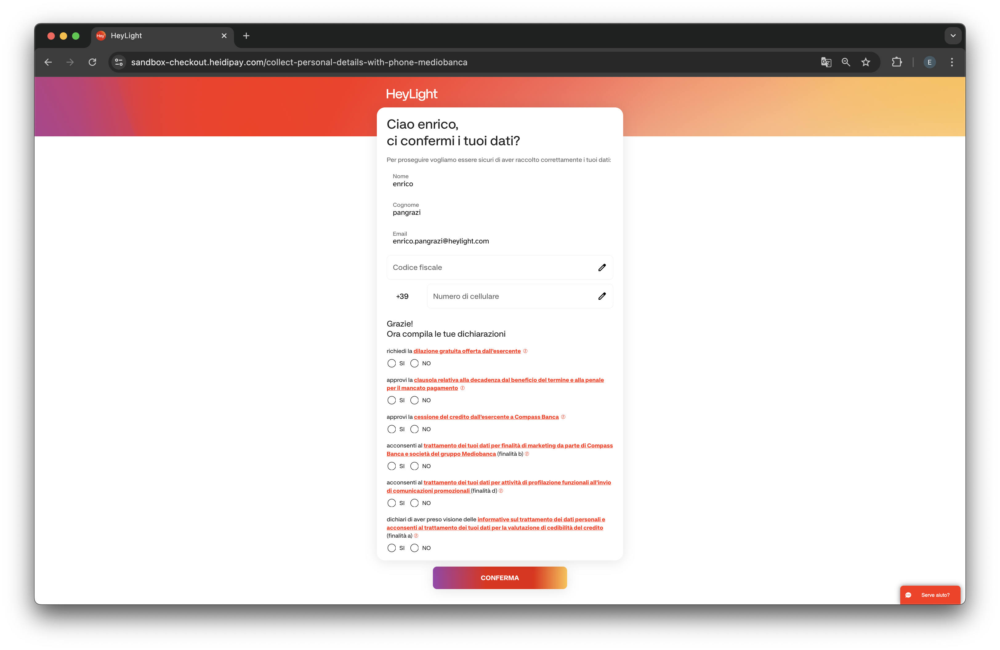 Hey
HeyLight
sandbox-checkout.heidipay.com/collect-personal-details-with-phone-mediobanca
E
HeyLight
Ciao enrico,
ci confermi i tuoi dati?
Per proseguire vogliamo essere sicuri di aver raccolto correttamente i tuoi dati:
Nome
enrico
Cognome
pangrazi
Email
enrico.pangrazi@heylight.com
Codice fiscale
+39
Numero di cellulare
Grazie!
Ora compila le tue dichiarazioni
richiedi la dilazione gratuita offerta dall'esercente
SI NO
approvi la clausola relativa alla decadenza dal beneficio del termine e alla penale
per il mancato pagamento
SI NO
approvi la cessione del credito dall'esercente a Compass Banca
SI NO
acconsenti al trattamento dei tuoi dati per finalità di marketing da parte di Compass
Banca e società del gruppo Mediobanca (finalità b)
SI NO
acconsenti al trattamento dei tuoi dati per attività di profilazione funzionali all'invio
di comunicazioni promozionali (finalità d)
SI NO
dichiari di aver preso visione delle informative sul trattamento dei dati personali e
acconsenti al trattamento dei tuoi dati per la valutazione di cedibilità del credito
(finalità a)
SI NO
CONFERMA
Serve aiuto?